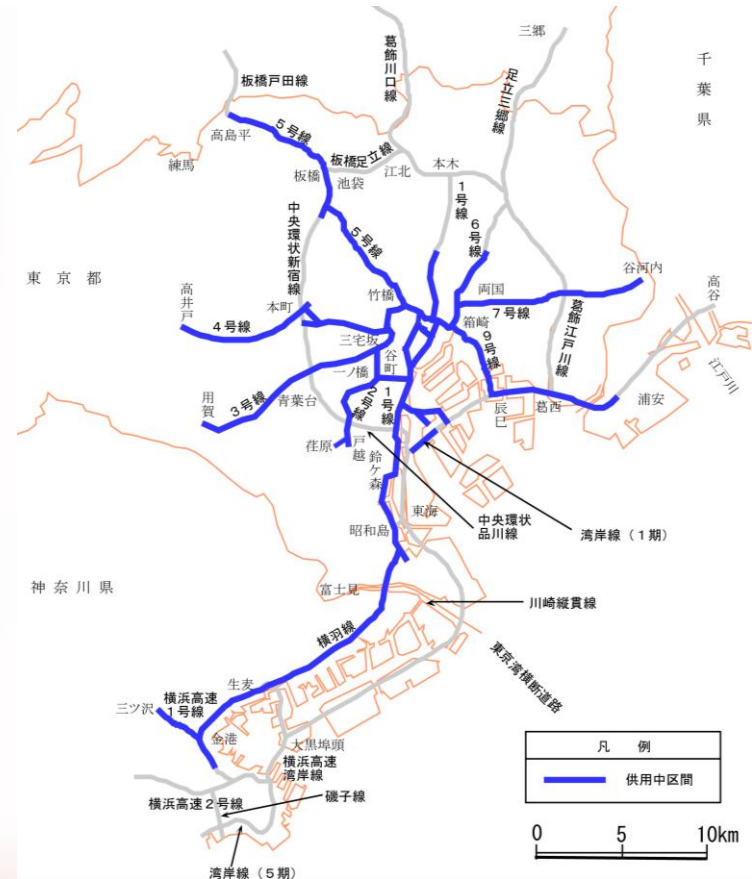 三郷
千葉県
葛飾川口線
足立三郷線
板橋戸田線
高島平
5号線
練馬
板橋
板橋足立線
池袋
江北
本木
1号線
6号線
中央環状新宿線
5号線
東京都
高井戸
本町
4号線
竹橋
両国
谷河内
7号線
高谷
箱崎
葛飾江戸川線
江戸川
三宅坂
9号線
谷町
一ノ橋
用賀
3号線
青葉台
2号線
1号線
辰巳
葛西
浦安
荏原
戸越
鈴ケ森
東海
中央環状
品川線
湾岸線(1期)
昭和島
神奈川県
富士見
川崎縦貫線
横羽線
東京湾横断道路
生麦
三ツ沢
横浜高速
1号線
金港
大黒埠頭
横浜高速
湾岸線
横浜高速2号線
磯子線
湾岸線(5期)
凡 例
供用中区間
0 5 10km